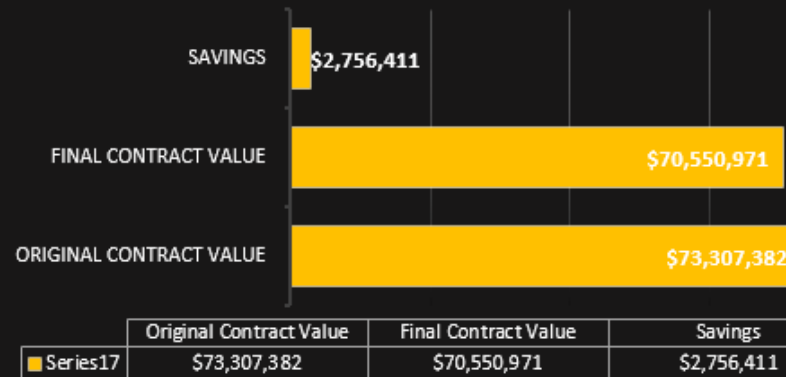 SAVINGS $2,756,411
FINAL CONTRACT VALUE $70,550,971
ORIGINAL CONTRACT VALUE $73,307,382
Original Contract Value Final Contract Value Savings
Series17 $73,307,382 $70,550,971 $2,756,411